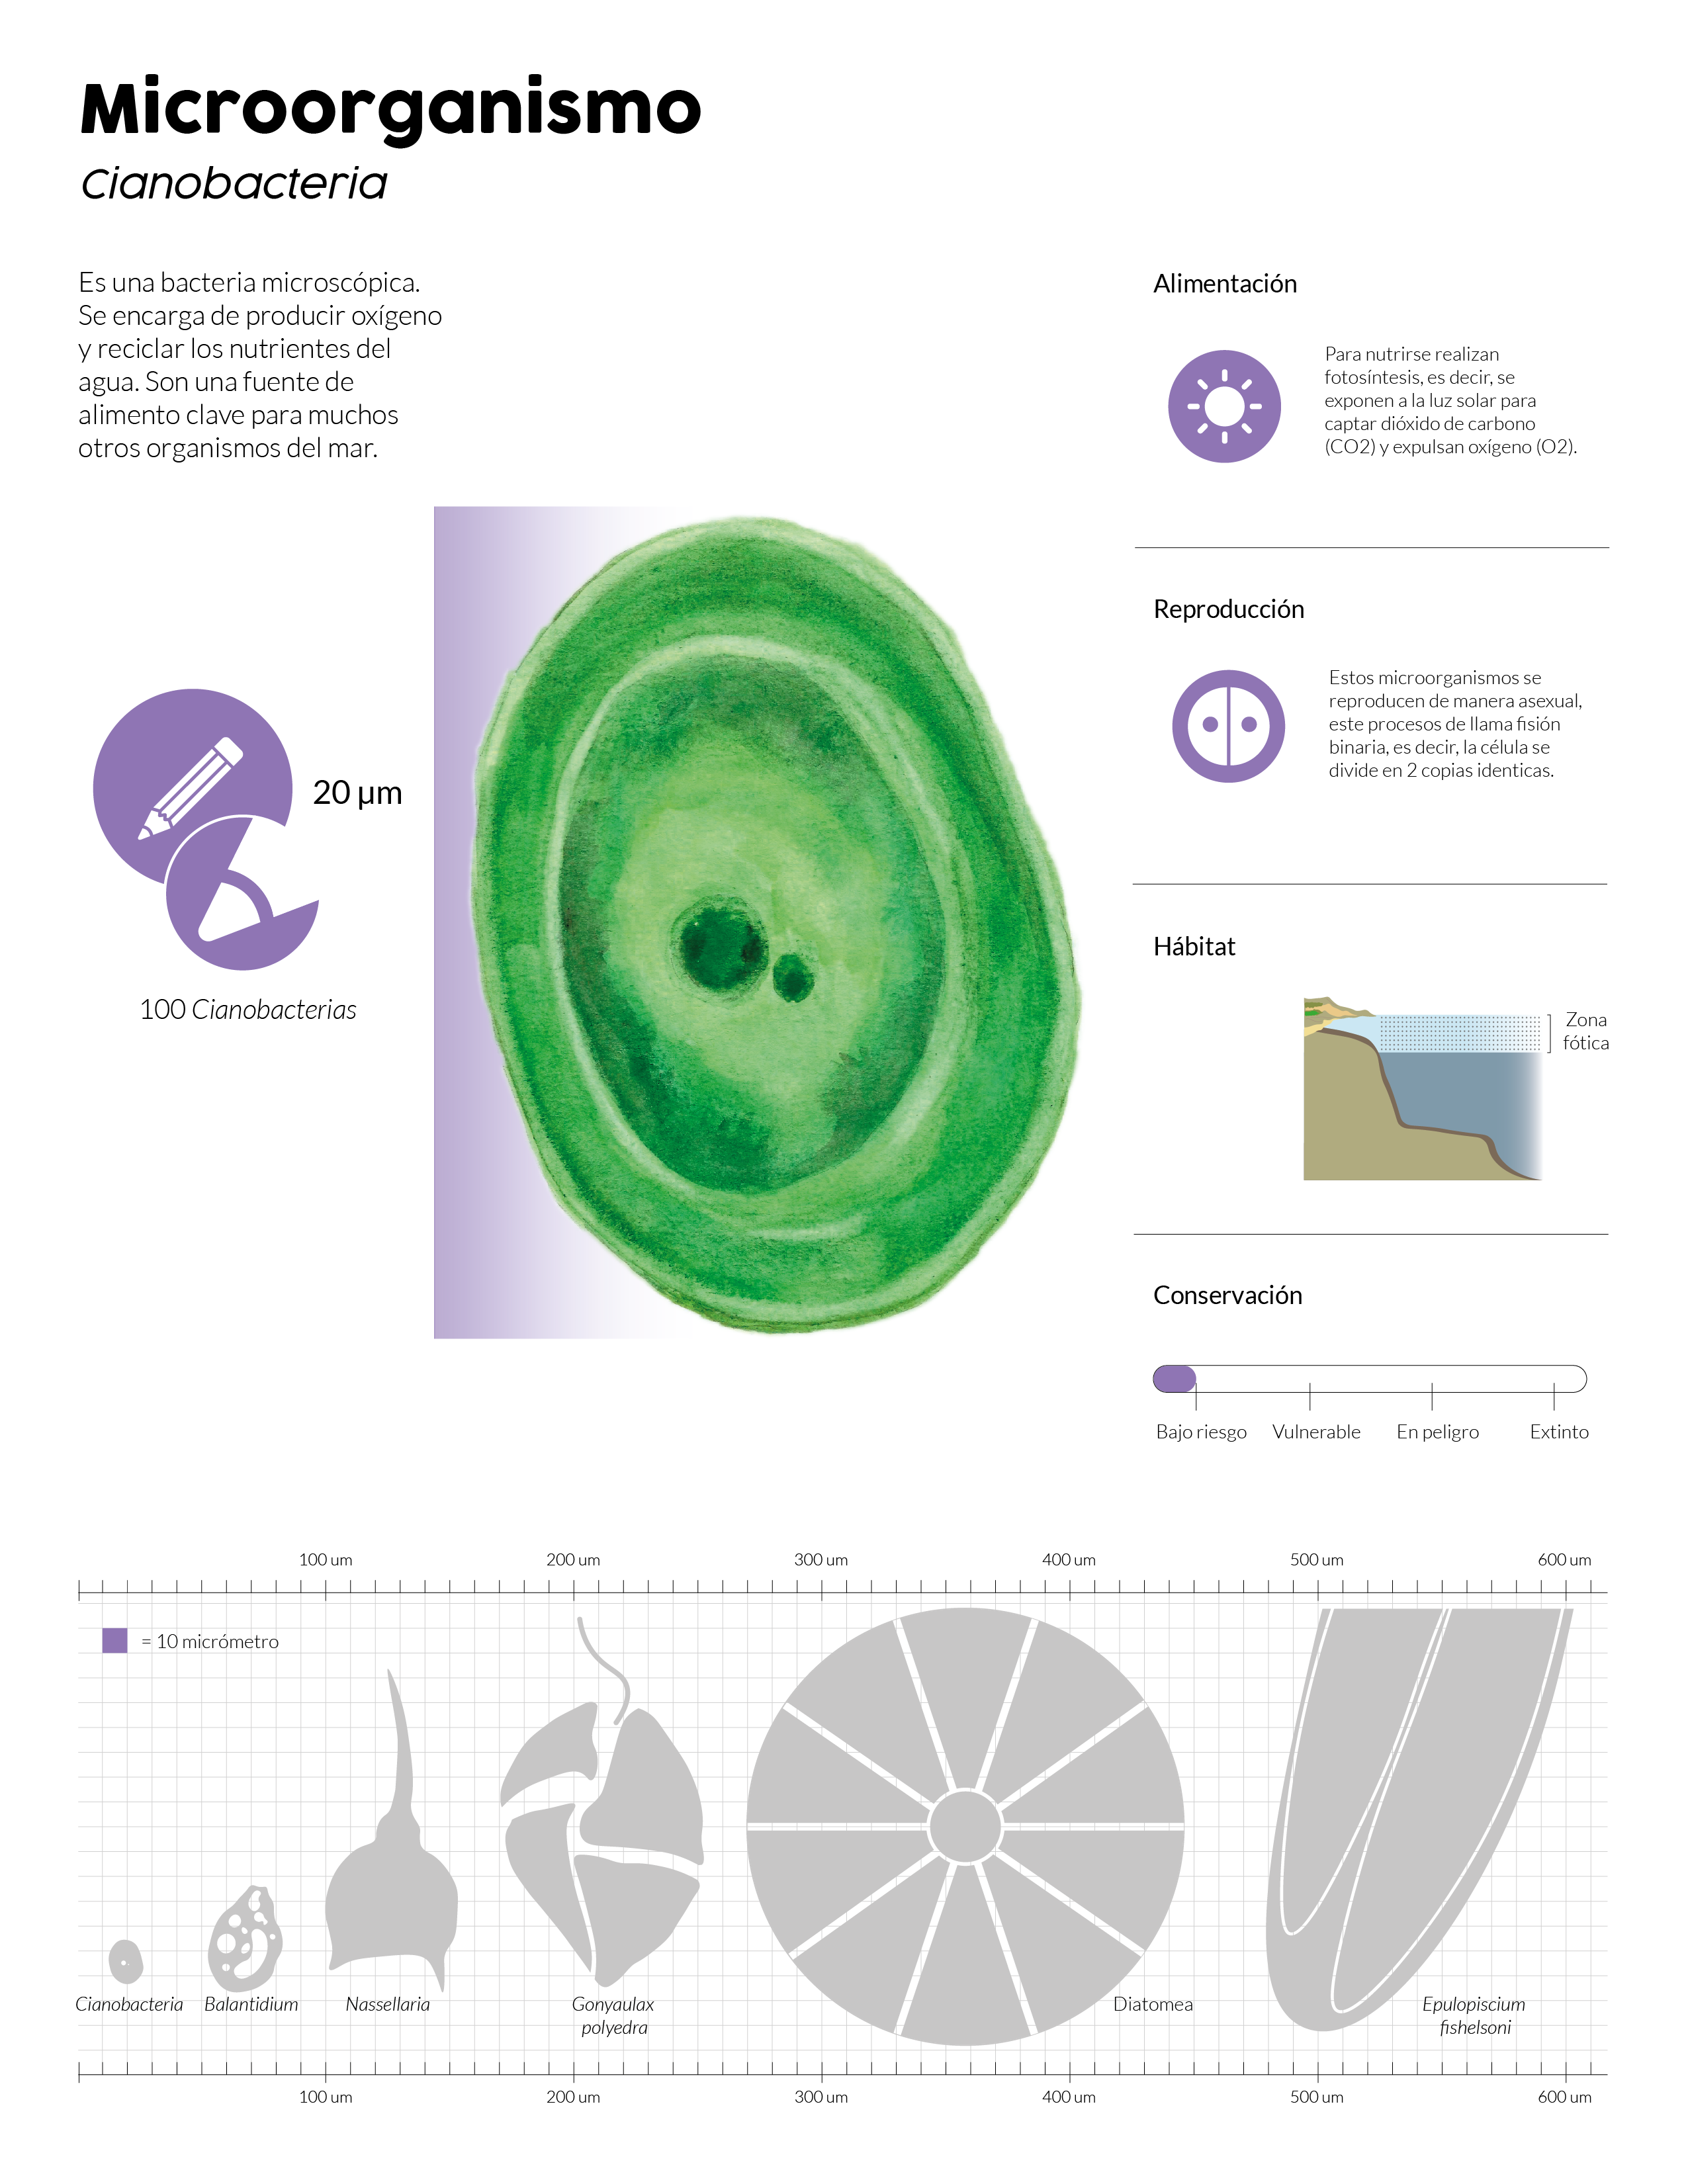 Microorganismo
Cianobacteria
Es una bacteria microscópica.
Se encarga de producir oxígeno
y reciclar los nutrientes del
agua. Son una fuente de
alimento clave para muchos
otros organismos del mar.
20 µm
100 Cianobacterias
Alimentación
Para nutrirse realizan
fotosíntesis, es decir, se
exponen a la luz solar para
captar dióxido de carbono
(CO2) y expulsan oxígeno (O2).
Reproducción
Estos microorganismos se
reproducen de manera asexual,
este procesos de llama fisión
binaria, es decir, la célula se
divide en 2 copias identicas.
Hábitat
Zona
fótica
Conservación
Bajo riesgo Vulnerable En peligro Extinto
100 um 200 um 300 um 400 um 500 um 600 um
= 10 micrómetro
Cianobacteria Balantidium Nassellaria Gonyaulax Diatomea Epulopiscium
polyedra fishelsoni
100 um 200 um 300 um 400 um 500 um 600 um